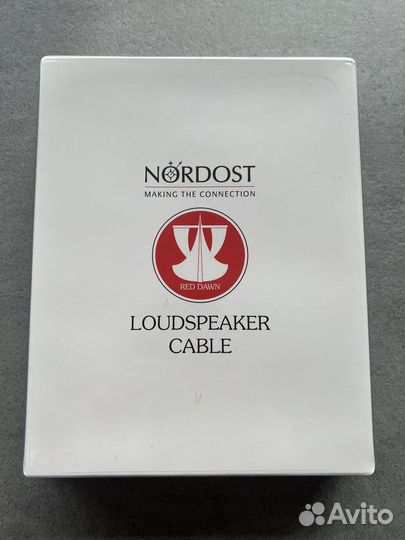 NORDOST
MAKING THE CONNECTION
RED DAWN
LOUDSPEAKER
CABLE
Avito